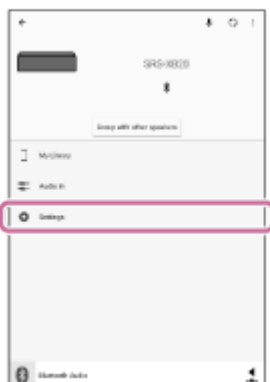 SRS-XB20
Group with other speakers
My Library
Audio in
Settings
Bluetooth Audio